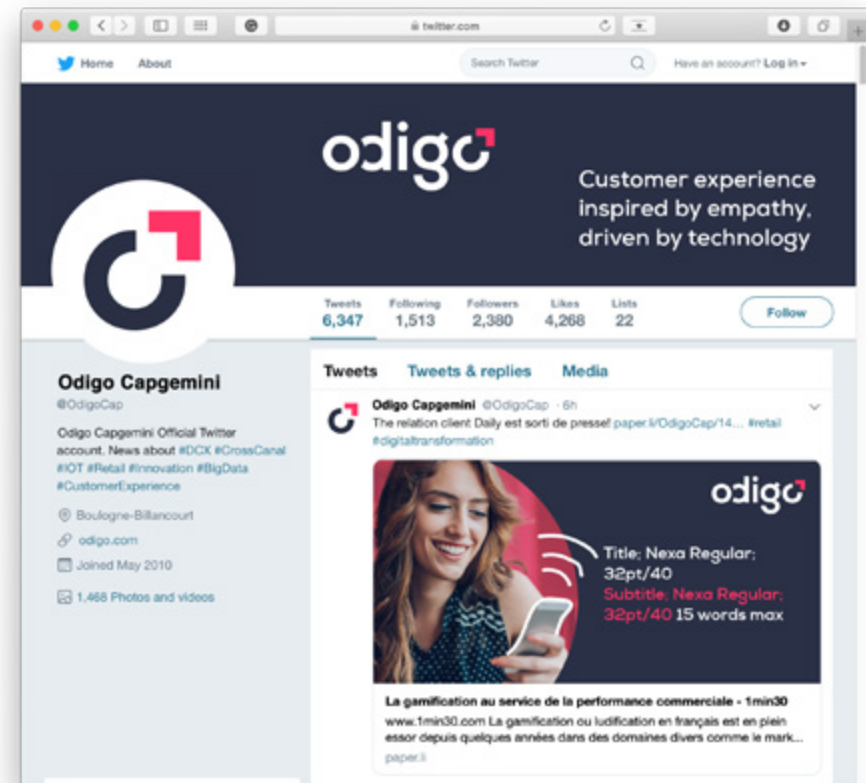 twitter.com
Home About
Search Twitter
Have an account? Log in
odigo
Customer experience
inspired by empathy,
driven by technology
Tweets Following Followers Likes Lists
6,347 1,513 2,380 4,268 22
Follow
Odigo Capgemini
@OdigoCap
Odigo Capgemini Official Twitter
account. News about #DCX #CrossCanal
#IOT #Retail #Innovation #BigData
#CustomerExperience
Boulogne-Billancourt
odigo.com
Joined May 2010
1,468 Photos and videos
Tweets Tweets & replies Media
Odigo Capgemini @OdigoCap · 6h
The relation client Daily est sorti de presse! paper.li/OdigoCap/14... #retail
#digitaltransformation
odigo
Title; Nexa Regular;
32pt/40
Subtitle; Nexa Regular;
32pt/40 15 words max
La gamification au service de la performance commerciale - 1min30
www.1min30.com La gamification ou ludification en français est en plein
essor depuis quelques années dans des domaines divers comme le mark...
paper.li